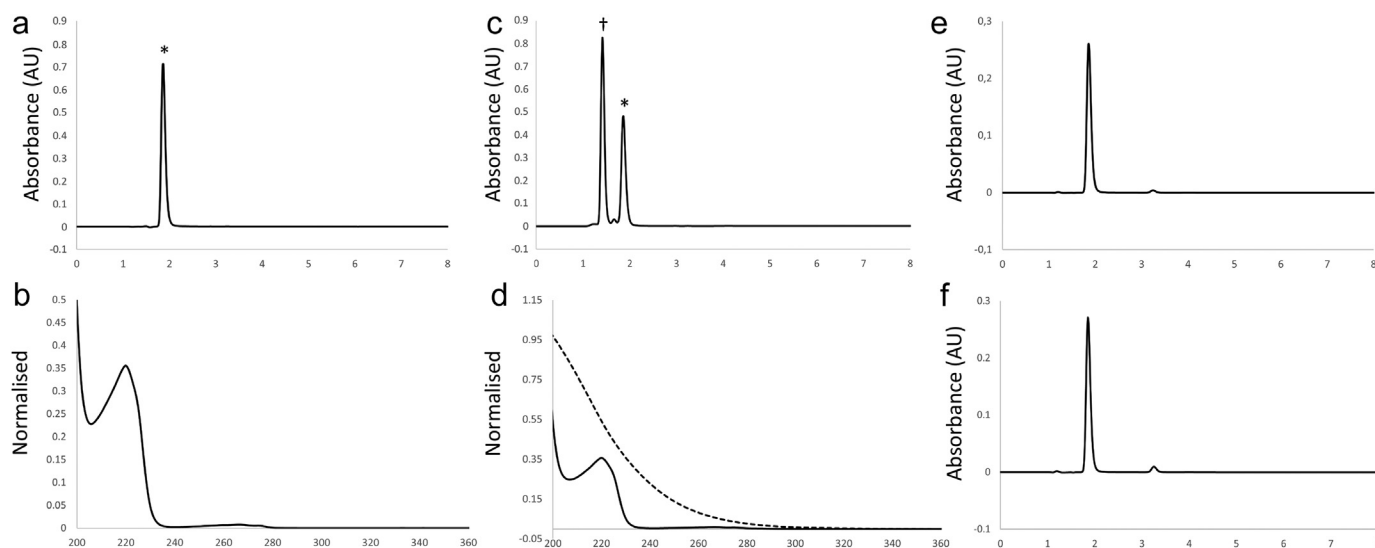 a
Absorbance (AU)
0.9
0.8
0.7
0.6
0.5
0.4
0.3
0.2
0.1
0
-0.1
*
0 1 2 3 4 5 6 7 8
b
Normalised
0.5
0.45
0.4
0.35
0.3
0.25
0.2
0.15
0.1
0.05
0
200 220 240 260 280 300 320 340 360
c
Absorbance (AU)
0.9
0.8
0.7
0.6
0.5
0.4
0.3
0.2
0.1
0
-0.1
†
*
0 1 2 3 4 5 6 7 8
d
Normalised
1.15
0.95
0.75
0.55
0.35
0.15
-0.05
200 220 240 260 280 300 320 340 360
e
Absorbance (AU)
0,3
0,2
0,1
0
-0,1
0 1 2 3 4 5 6 7 8
f
Absorbance (AU)
0.3
0.2
0.1
0
-0.1
0 1 2 3 4 5 6 7